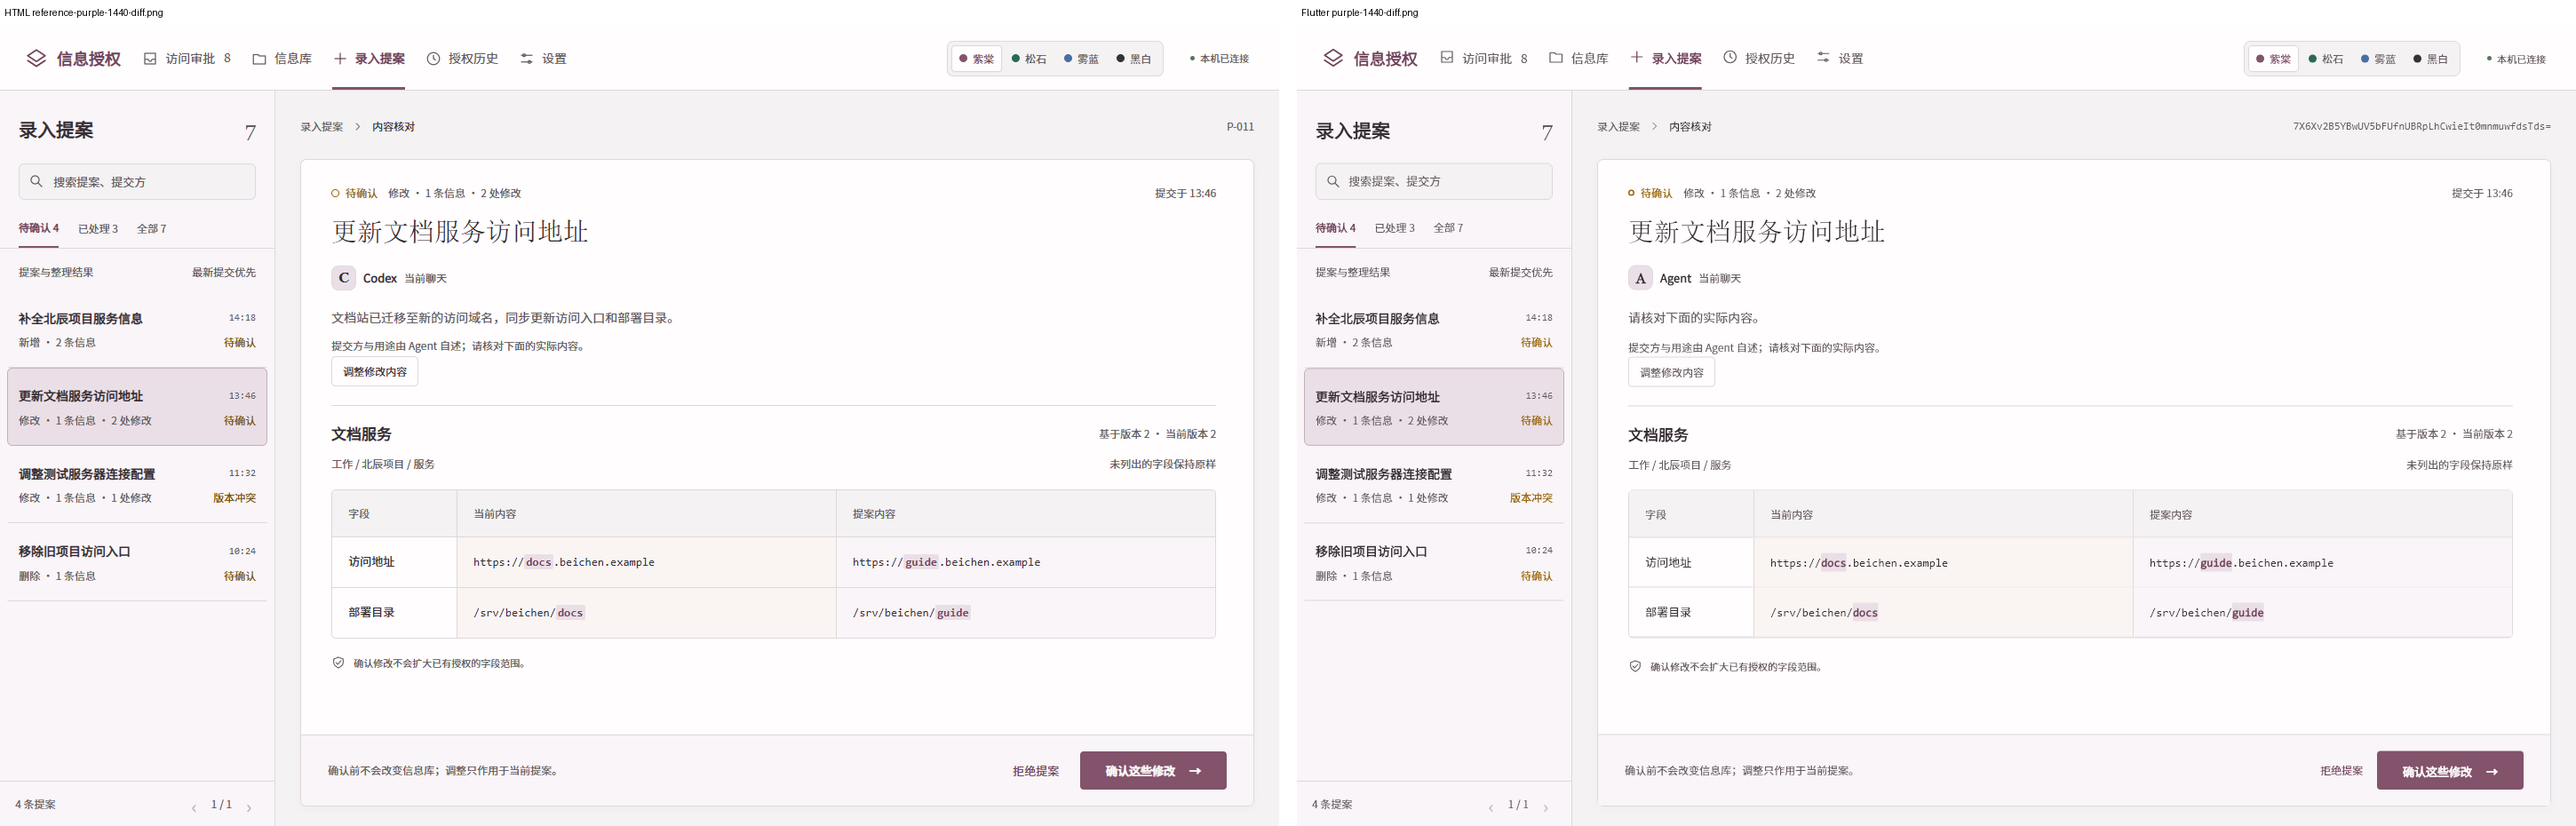 HTML reference-purple-1440-diff.png
信息授权 访问审批 8 信息库 录入提案 授权历史 设置 紫棠 松石 雾蓝 黑白 本机已连接
录入提案 7
搜索提案、提交方
待确认 4 已处理 3 全部 7
提案与整理结果 最新提交优先
补全北辰项目服务信息 14:18
新增 · 2 条信息 待确认
更新文档服务访问地址 13:46
修改 · 1 条信息 · 2 处修改 待确认
调整测试服务器连接配置 11:32
修改 · 1 条信息 · 1 处修改 版本冲突
移除旧项目访问入口 10:24
删除 · 1 条信息 待确认
4 条提案 ‹ 1 / 1 ›
录入提案 > 内容核对 P-011
待确认 修改 · 1 条信息 · 2 处修改 提交于 13:46
更新文档服务访问地址
C Codex 当前聊天
文档站已迁移至新的访问域名，同步更新访问入口和部署目录。
提交方与用途由 Agent 自述；请核对下面的实际内容。
调整修改内容
文档服务 基于版本 2 · 当前版本 2
工作 / 北辰项目 / 服务 未列出的字段保持原样
字段 当前内容 提案内容
访问地址 https://docs.beichen.example https://guide.beichen.example
部署目录 /srv/beichen/docs /srv/beichen/guide
确认修改不会扩大已有授权的字段范围。
确认前不会改变信息库；调整只作用于当前提案。 拒绝提案 确认这些修改 →
Flutter purple-1440-diff.png
信息授权 访问审批 8 信息库 录入提案 授权历史 设置 紫棠 松石 雾蓝 黑白 本机已连接
录入提案 7
搜索提案、提交方
待确认 4 已处理 3 全部 7
提案与整理结果 最新提交优先
补全北辰项目服务信息 14:18
新增 · 2 条信息 待确认
更新文档服务访问地址 13:46
修改 · 1 条信息 · 2 处修改 待确认
调整测试服务器连接配置 11:32
修改 · 1 条信息 · 1 处修改 版本冲突
移除旧项目访问入口 10:24
删除 · 1 条信息 待确认
4 条提案 ‹ 1 / 1 ›
录入提案 > 内容核对 7X6Xv2B5YBwUV5bFUfnUBRpLhCwieIt0mnmuwfdsTds=
待确认 修改 · 1 条信息 · 2 处修改 提交于 13:46
更新文档服务访问地址
A Agent 当前聊天
请核对下面的实际内容。
提交方与用途由 Agent 自述；请核对下面的实际内容。
调整修改内容
文档服务 基于版本 2 · 当前版本 2
工作 / 北辰项目 / 服务 未列出的字段保持原样
字段 当前内容 提案内容
访问地址 https://docs.beichen.example https://guide.beichen.example
部署目录 /srv/beichen/docs /srv/beichen/guide
确认修改不会扩大已有授权的字段范围。
确认前不会改变信息库；调整只作用于当前提案。 拒绝提案 确认这些修改 →